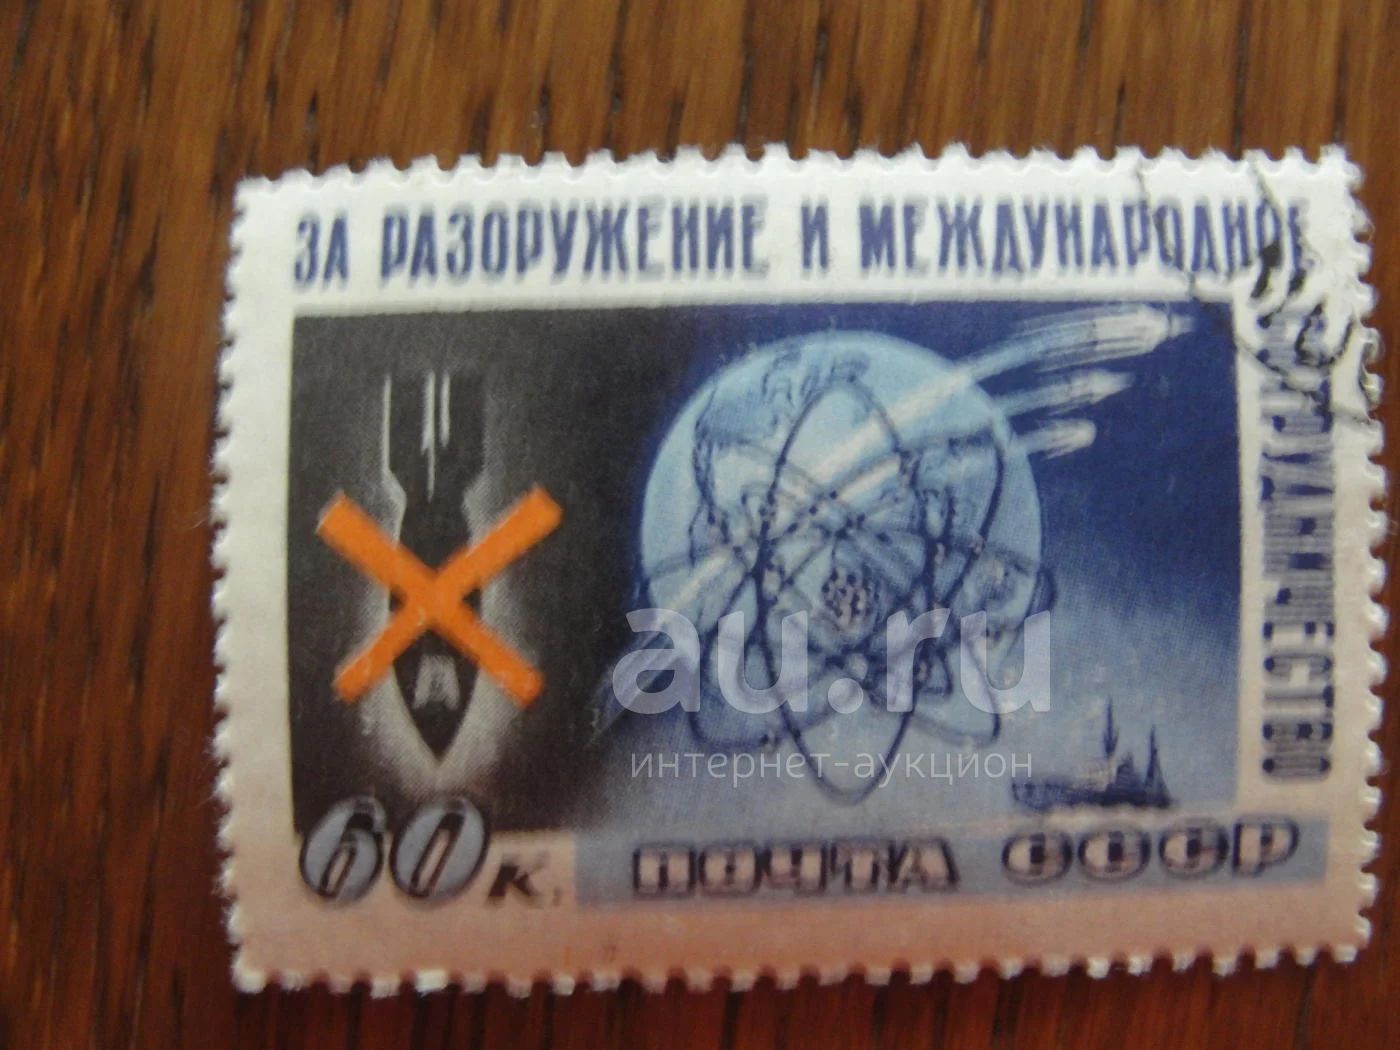 ЗА РАЗОРУЖЕНИЕ И МЕЖДУНАРОДНОЕ
СОТРУДНИЧЕСТВО
А
au.ru
интернет-аукцион
60 к.
ПОЧТА СССР